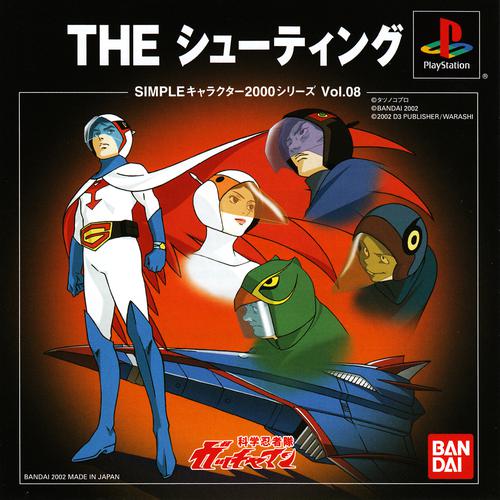 THE シューティング
PlayStation
®
SIMPLEキャラクター2000シリーズ Vol.08
©タツノコプロ
©BANDAI 2002
©2002 D3 PUBLISHER/WARASHI
G
科学忍者隊
ガッチャマン
BANDAI 2002 MADE IN JAPAN
BAN
DAI